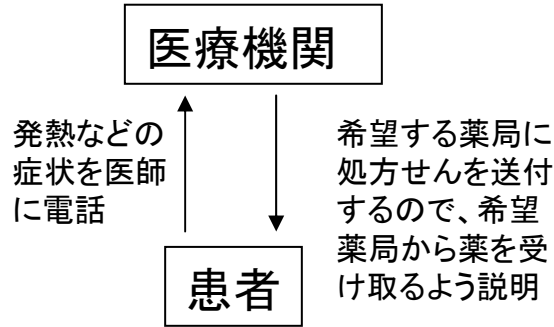 医療機関
発熱などの
症状を医師
に電話
希望する薬局に
処方せんを送付
するので、希望
薬局から薬を受
け取るよう説明
患者